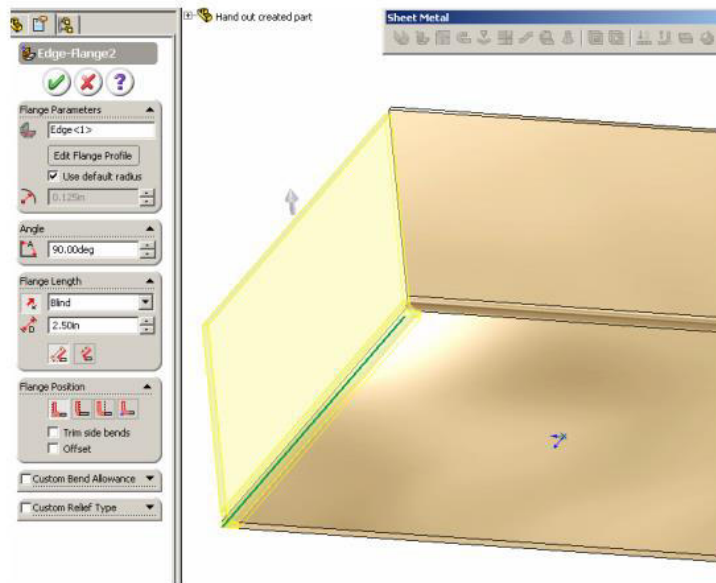 Hand out created part
Sheet Metal
Edge-Flange2
Flange Parameters
Edge<1>
Edit Flange Profile
Use default radius
0.125in
Angle
90.00deg
Flange Length
Blind
2.50in
Flange Position
Trim side bends
Offset
Custom Bend Allowance
Custom Relief Type